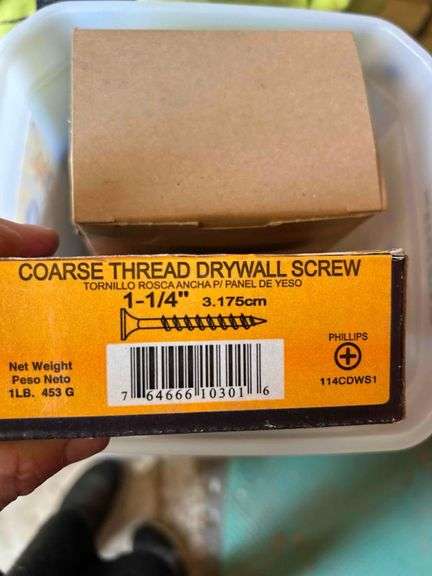 COARSE THREAD DRYWALL SCREW
TORNILLO ROSCA ANCHA P/ PANEL DE YESO
1-1/4" 3.175cm
PHILLIPS
114CDWS1
Net Weight
Peso Neto
1LB. 453 G
7 64666 10301 6